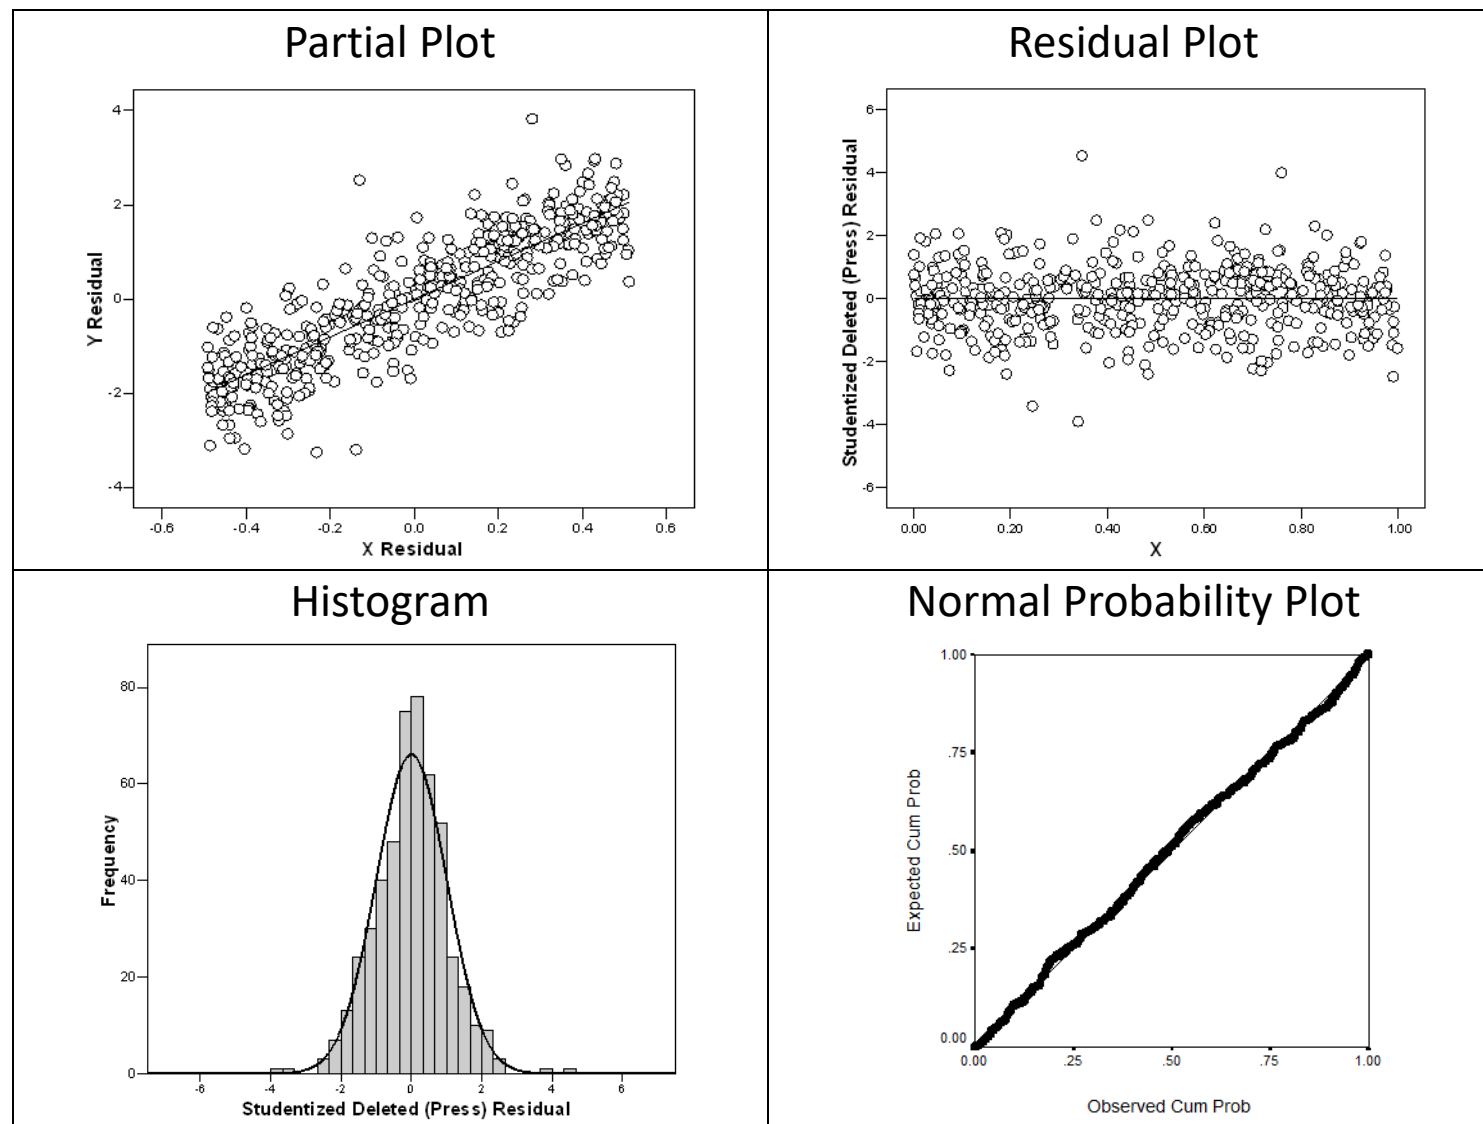 Partial Plot
4
2
0
-2
-4
Y Residual
-0.6 -0.4 -0.2 0.0 0.2 0.4 0.6
X Residual
Residual Plot
6
4
2
0
-2
-4
-6
Studentized Deleted (Press) Residual
0.00 0.20 0.40 0.60 0.80 1.00
X
Histogram
80
60
40
20
0
Frequency
-6 -4 -2 0 2 4 6
Studentized Deleted (Press) Residual
Normal Probability Plot
1.00
.75
.50
.25
0.00
Expected Cum Prob
0.00 .25 .50 .75 1.00
Observed Cum Prob